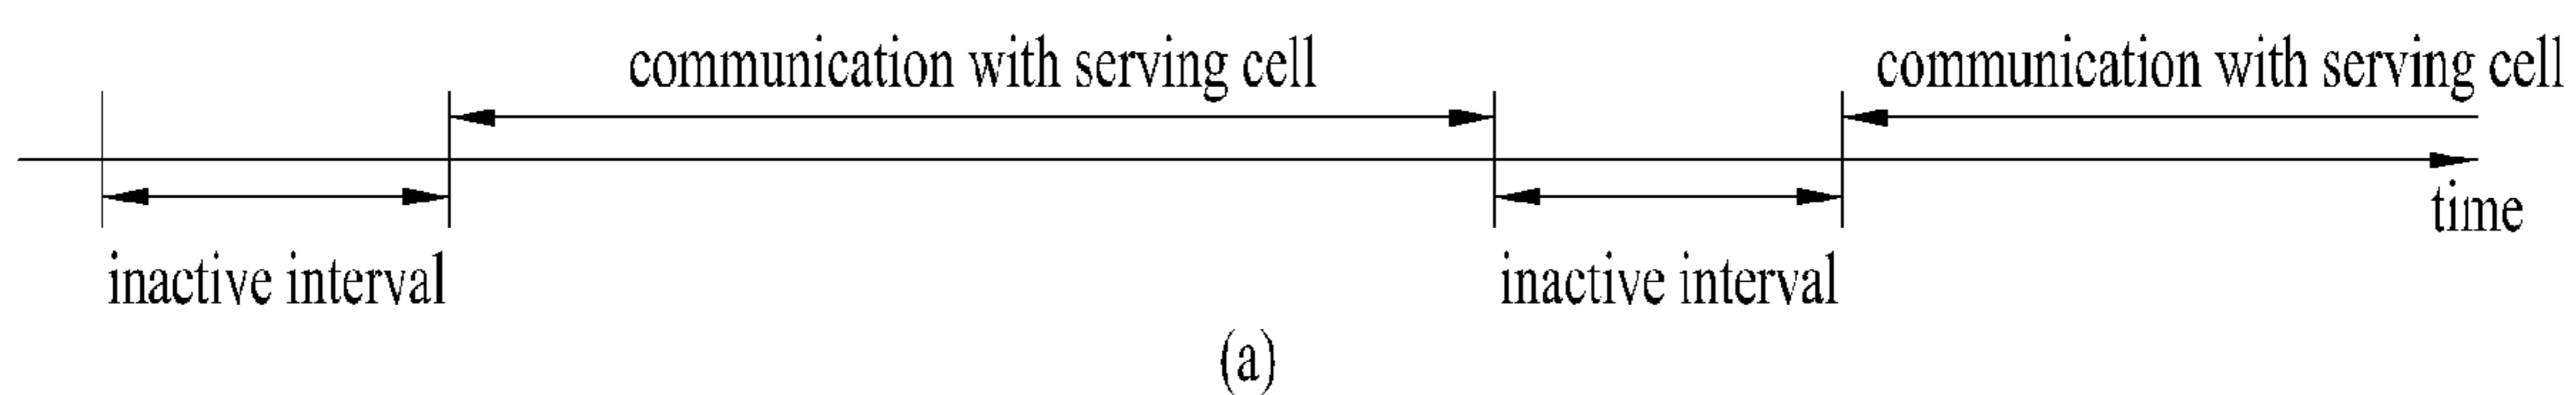 communication with serving cell
communication with serving cell
time
inactive interval
inactive interval
(a)